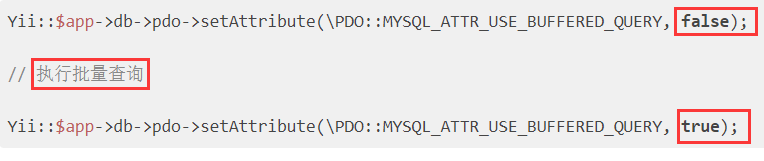 Yii::$app->db->pdo->setAttribute(\PDO::MYSQL_ATTR_USE_BUFFERED_QUERY, false);
// 执行批量查询
Yii::$app->db->pdo->setAttribute(\PDO::MYSQL_ATTR_USE_BUFFERED_QUERY, true);